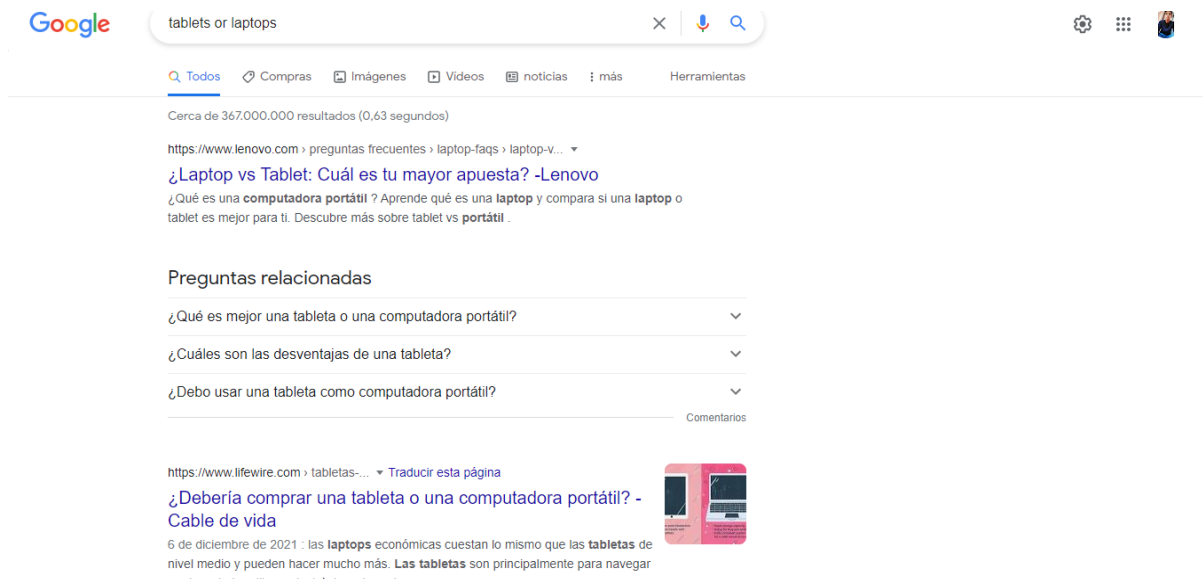 Google
tablets or laptops
Todos Compras Imágenes Vídeos noticias más Herramientas
Cerca de 367.000.000 resultados (0,63 segundos)
https://www.lenovo.com › preguntas frecuentes › laptop-faqs › laptop-v...
¿Laptop vs Tablet: Cuál es tu mayor apuesta? -Lenovo
¿Qué es una computadora portátil ? Aprende qué es una laptop y compara si una laptop o
tablet es mejor para ti. Descubre más sobre tablet vs portátil .
Preguntas relacionadas
¿Qué es mejor una tableta o una computadora portátil?
¿Cuáles son las desventajas de una tableta?
¿Debo usar una tableta como computadora portátil?
Comentarios
https://www.lifewire.com › tabletas-... Traducir esta página
¿Debería comprar una tableta o una computadora portátil? -
Cable de vida
6 de diciembre de 2021 : las laptops económicas cuestan lo mismo que las tabletas de
nivel medio y pueden hacer mucho más. Las tabletas son principalmente para navegar